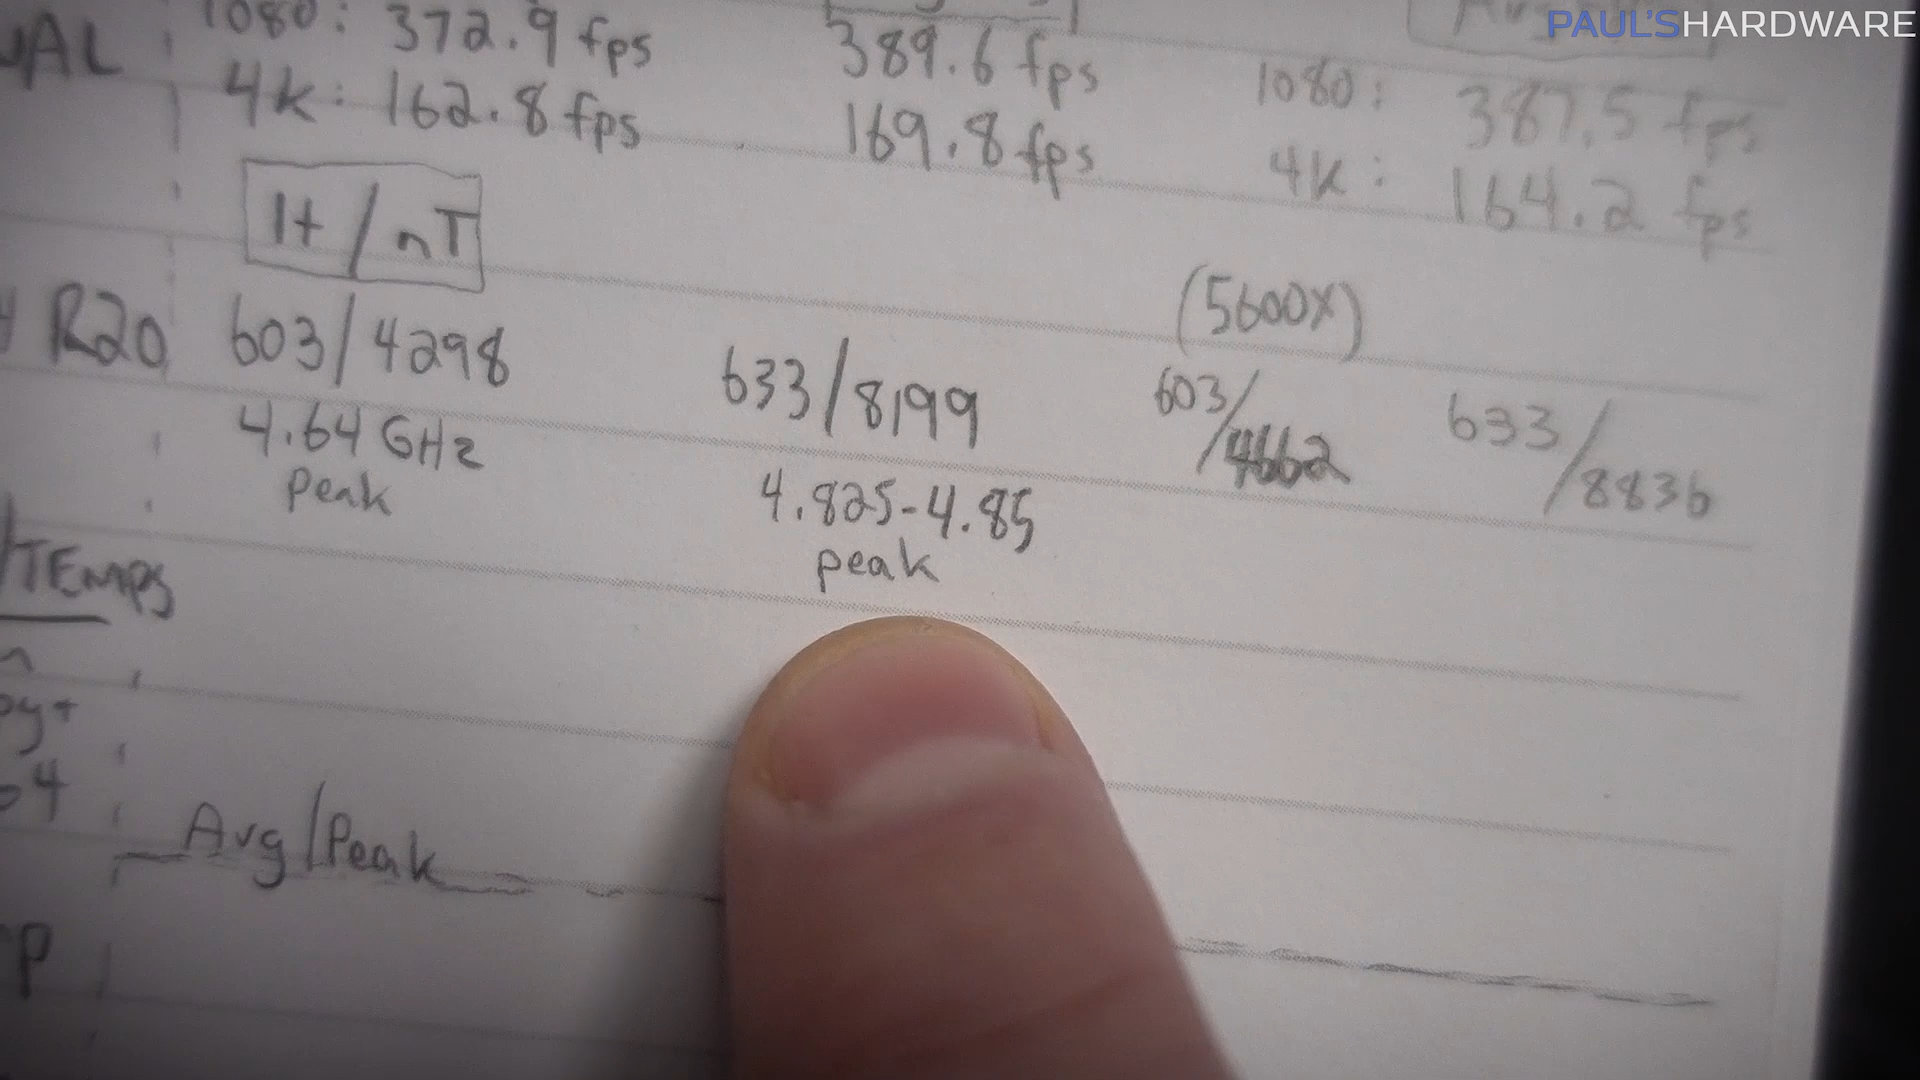 PAUL'SHARDWARE
1080: 372.9 fps 389.6 fps 1080: 387.5 fps
4K: 162.8 fps 169.8 fps 4K: 164.2 fps
1t/nT
(5600X)
R20 603/4298 633/8199 603/4662 633/8836
4.64 GHz 4.825-4.85
peak peak
TEmps
Avg/Peak